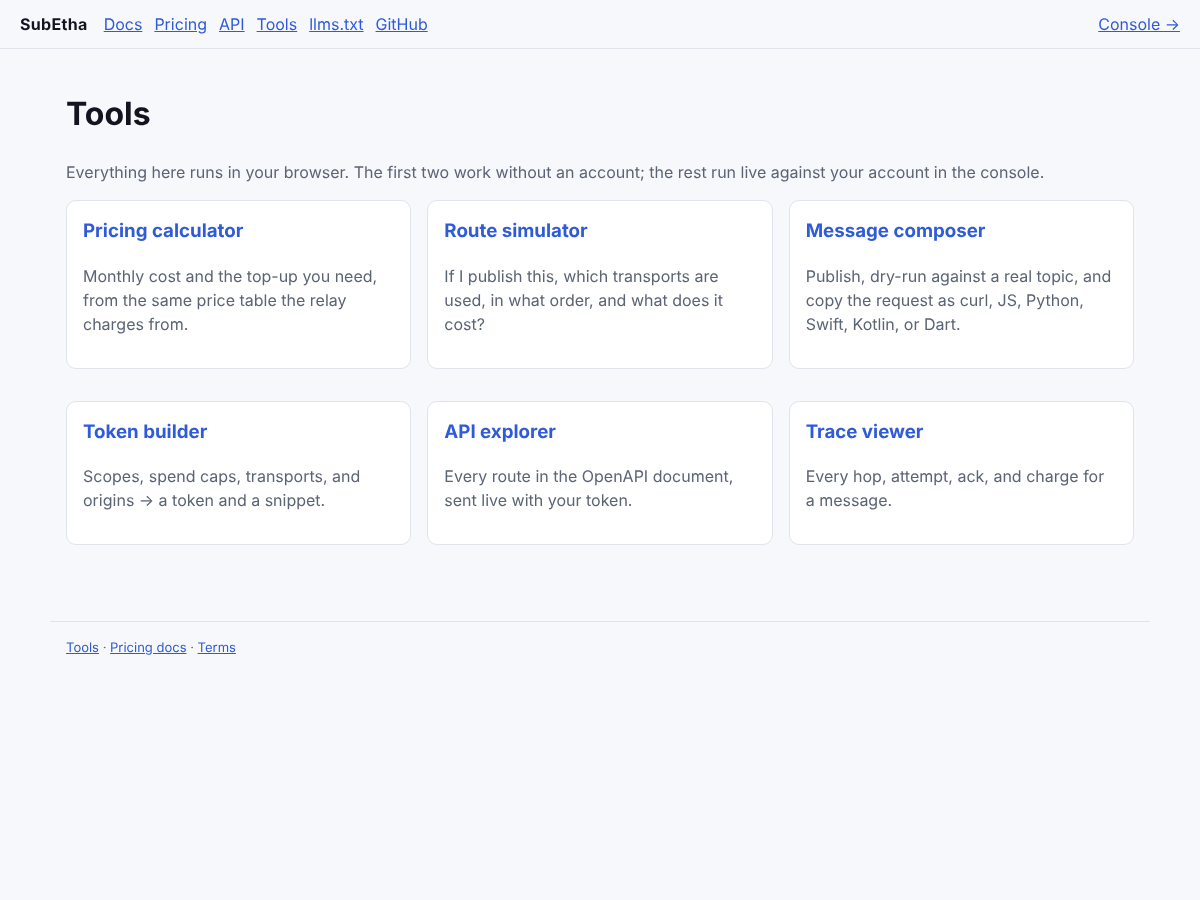 SubEtha Docs Pricing API Tools llms.txt GitHub Console →
Tools
Everything here runs in your browser. The first two work without an account; the rest run live against your account in the console.
Pricing calculator
Monthly cost and the top-up you need,
from the same price table the relay
charges from.
Route simulator
If I publish this, which transports are
used, in what order, and what does it
cost?
Message composer
Publish, dry-run against a real topic, and
copy the request as curl, JS, Python,
Swift, Kotlin, or Dart.
Token builder
Scopes, spend caps, transports, and
origins → a token and a snippet.
API explorer
Every route in the OpenAPI document,
sent live with your token.
Trace viewer
Every hop, attempt, ack, and charge for
a message.
Tools · Pricing docs · Terms